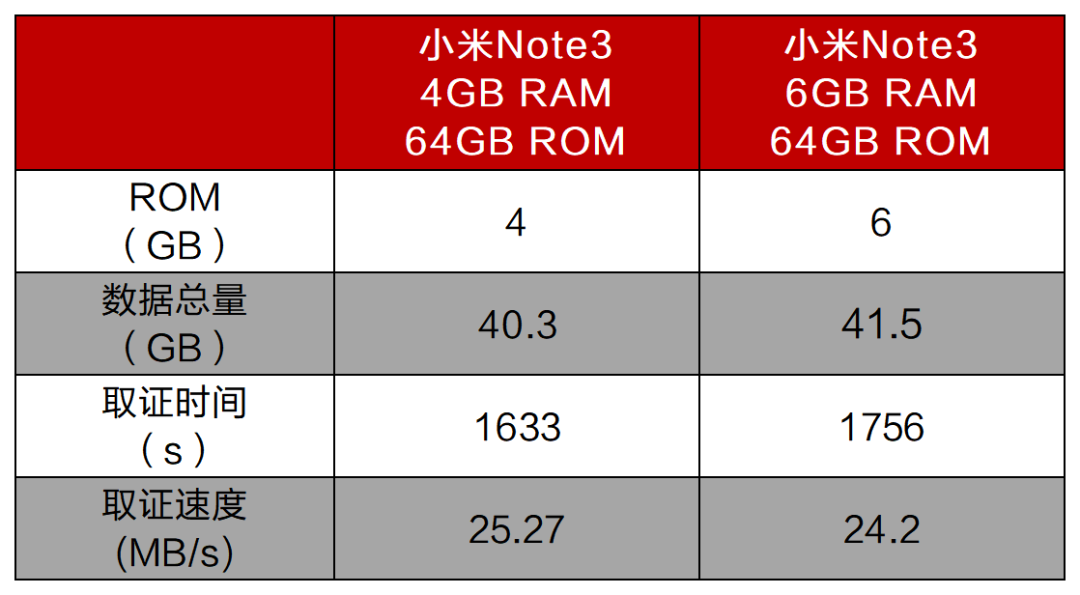 小米Note3
4GB RAM
64GB ROM
小米Note3
6GB RAM
64GB ROM
ROM
（GB）
4
6
数据总量
（GB）
40.3
41.5
取证时间
（s）
1633
1756
取证速度
(MB/s)
25.27
24.2